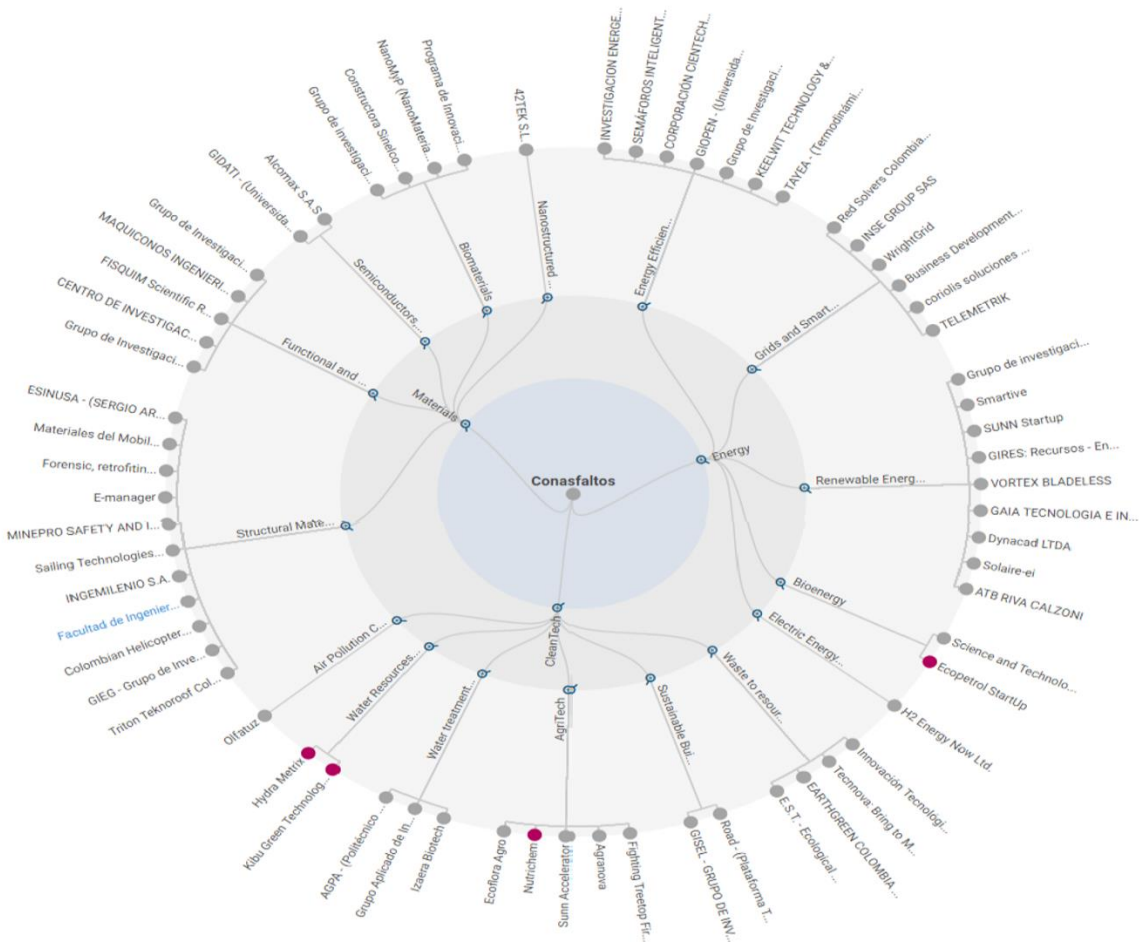 Conasfaltos
Materials
Energy
CleanTech
Nanostructured ...
Biomaterials
Semiconductors,...
Functional and ...
Structural Mate...
Energy Efficien...
Grids and Smart...
Renewable Energ...
Bioenergy
Electric Energy...
Waste to resour...
Sustainable Bui...
AgriTech
Water treatment...
Water Resources...
Air Pollution C...
42TEK S.L.
Programa de Innovaci...
NanoMyP (NanoMateria...
Constructora Sinelco...
Grupo de investigaci...
Alcomax S.A.S
GIDATI - (Universida...
Grupo de Investigaci...
MAQUICONOS INGENIERI...
FISQUIM Scientific R...
CENTRO DE INVESTIGAC...
Grupo de Investigaci...
ESINUSA - (SERGIO AR...
Materiales del Mobil...
Forensic, retrofitin...
E-manager
MINEPRO SAFETY AND I...
Sailing Technologies...
INGEMILENIO S.A.
Facultad de Ingenier...
Colombian Helicopter...
GIEG - Grupo de Inve...
Triton Teknoroof Col...
INVESTIGACION ENERGE...
SEMÁFOROS INTELIGENT...
CORPORACIÓN CIENTECH...
GIOPEN - (Universida...
Grupo de Investigaci...
KEELWIT TECHNOLOGY &...
TAYEA - (Termodinámi...
Red Solvers Colombia...
INSE GROUP SAS
WrightGrid
Business Development...
coriolis soluciones ...
TELEMETRIK
Grupo de investigaci...
Smartive
SUNN Startup
GIRES: Recursos - En...
VORTEX BLADELESS
GAIA TECNOLOGIA E IN...
Dynacad LTDA
Solaire-ei
ATB RIVA CALZONI
Science and Technolo...
Ecopetrol StartUp
H2 Energy Now Ltd.
Innovación Tecnologi...
Tecnnova: Bring to M...
EARTHGREEN COLOMBIA ...
E.S.T. - Ecological ...
Road - (Plataforma T...
GISEL - GRUPO DE INV...
Fighting Treetop Fir...
Aganova
Sunn Accelerator
Nutrichem
Ecoflora Agro
Izaera Biotech
Grupo Aplicado de In...
AGPA - (Politécnico ...
Kibu Green Technolog...
Hydra Metrix
Olfatuz